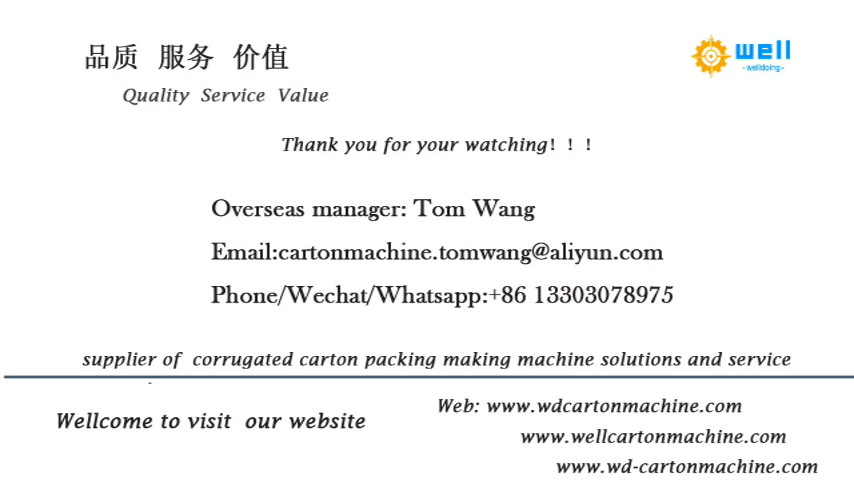 品质 服务 价值
well
-welldoing-
Quality Service Value
Thank you for your watching！！！
Overseas manager: Tom Wang
Email:cartonmachine.tomwang@aliyun.com
Phone/Wechat/Whatsapp:+86 13303078975
supplier of corrugated carton packing making machine solutions and service
Wellcome to visit our website
Web: www.wdcartonmachine.com
www.wellcartonmachine.com
www.wd-cartonmachine.com